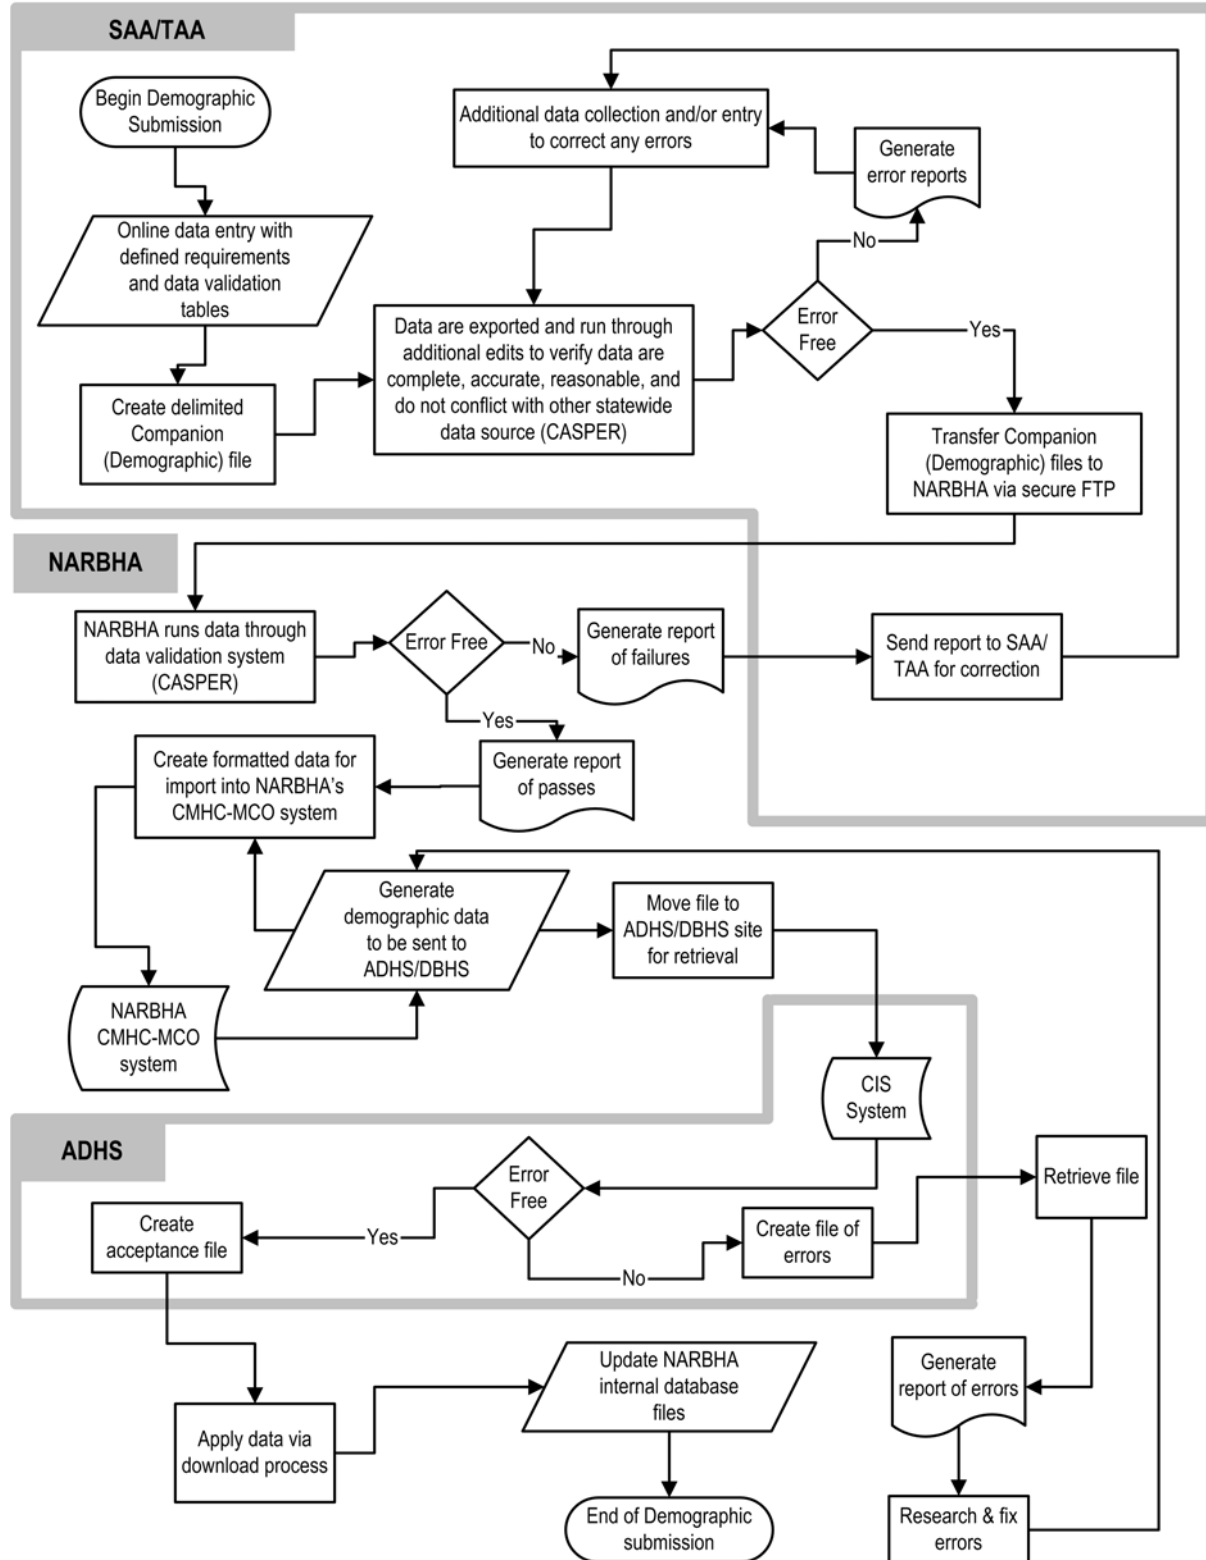 SAA/TAA
Begin Demographic
Submission
Additional data collection and/or entry
to correct any errors
Generate
error reports
No
Online data entry with
defined requirements
and data validation
tables
Data are exported and run through
additional edits to verify data are
complete, accurate, reasonable, and
do not conflict with other statewide
data source (CASPER)
Error
Free
Yes
Create delimited
Companion
(Demographic) file
Transfer Companion
(Demographic) files to
NARBHA via secure FTP
NARBHA
NARBHA runs data through
data validation system
(CASPER)
Error Free
No
Generate report
of failures
Send report to SAA/
TAA for correction
Yes
Generate report
of passes
Create formatted data for
import into NARBHA's
CMHC-MCO system
Generate
demographic data
to be sent to
ADHS/DBHS
Move file to
ADHS/DBHS site
for retrieval
NARBHA
CMHC-MCO
system
CIS
System
ADHS
Error
Free
Retrieve file
Create
acceptance file
Yes
Create file of
errors
No
Update NARBHA
internal database
files
Generate
report of errors
Apply data via
download process
End of Demographic
submission
Research & fix
errors